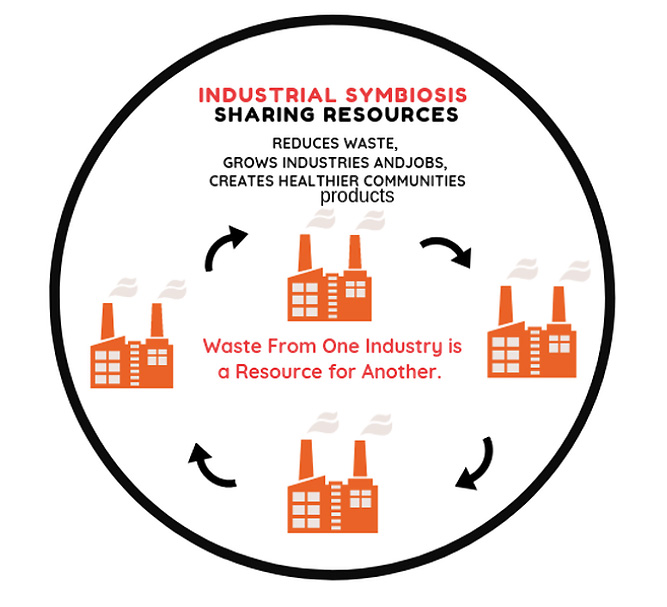 INDUSTRIAL SYMBIOSIS
SHARING RESOURCES
REDUCES WASTE,
GROWS INDUSTRIES ANDJOBS,
CREATES HEALTHIER COMMUNITIES
products
Waste From One Industry is
a Resource for Another.